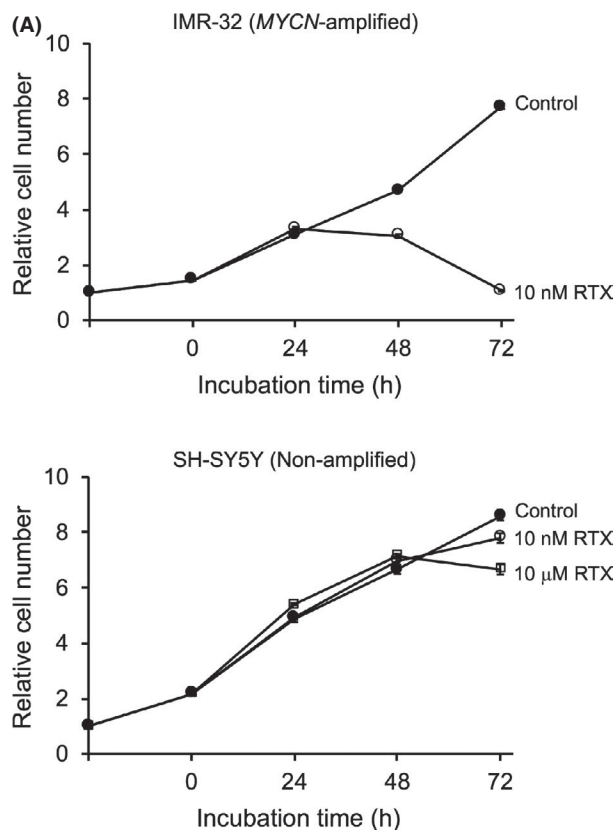 (A)
IMR-32 (MYCN-amplified)
10
8
6
4
2
0
Relative cell number
Control
10 nM RTX
0 24 48 72
Incubation time (h)
SH-SY5Y (Non-amplified)
10
8
6
4
2
0
Relative cell number
Control
10 nM RTX
10 μM RTX
0 24 48 72
Incubation time (h)